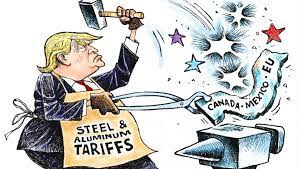 STEEL &
ALUMINUM
TARIFFS
CANADA-MEXICO-EU